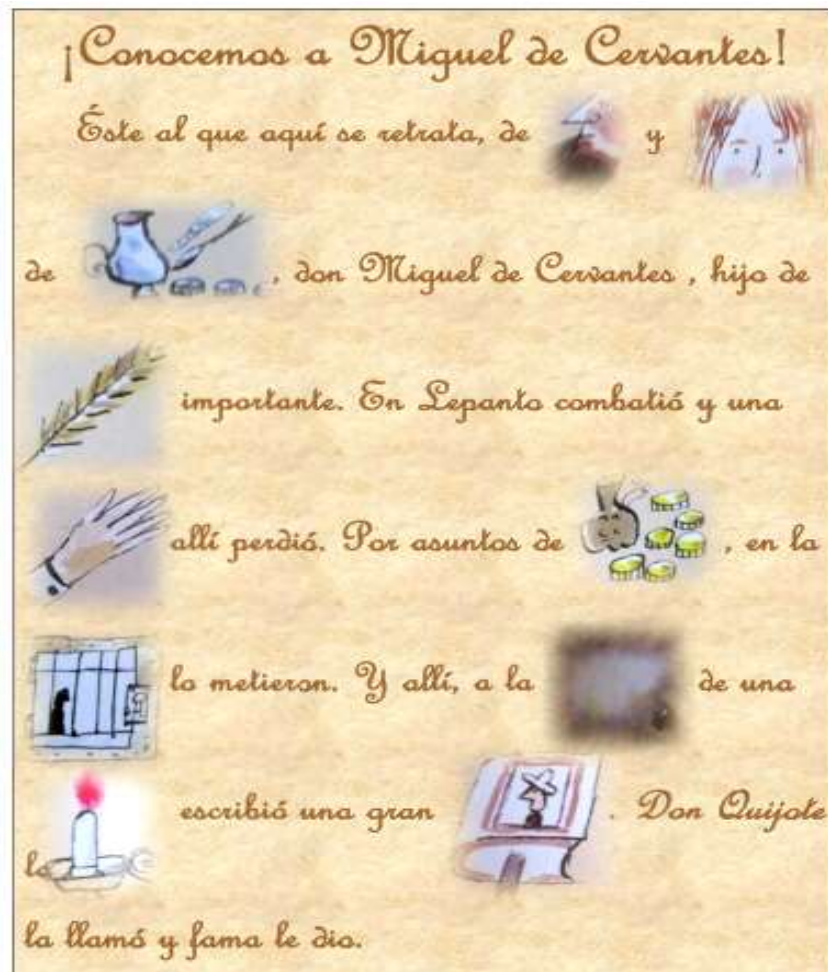 ¡Conocemos a Miguel de Cervantes!
Éste al que aquí se retrata, de y
de , don Miguel de Cervantes , hijo de
importante. En Lepanto combatió y una
allí perdió. Por asuntos de , en la
lo metieron. Y allí, a la de una
escribió una gran . Don Quijote
la
la llamó y fama le dio.